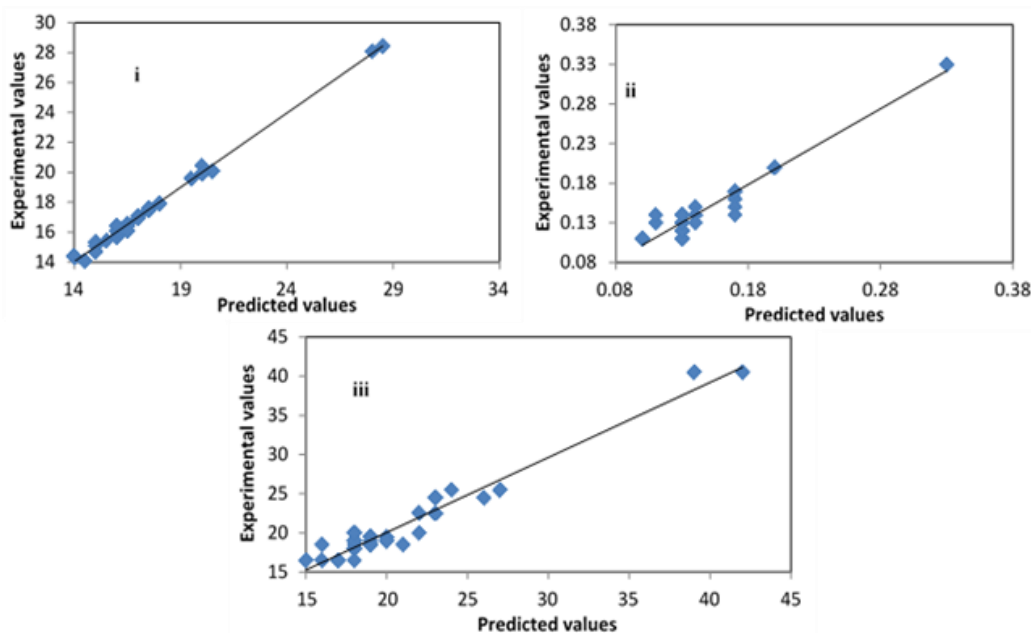 Experimental values
30
28
26
24
22
20
18
16
14
i
14 19 24 29 34
Predicted values
Experimental values
0.38
0.33
0.28
0.23
0.18
0.13
0.08
ii
0.08 0.18 0.28 0.38
Predicted values
Experimental values
45
40
35
30
25
20
15
iii
15 20 25 30 35 40 45
Predicted values